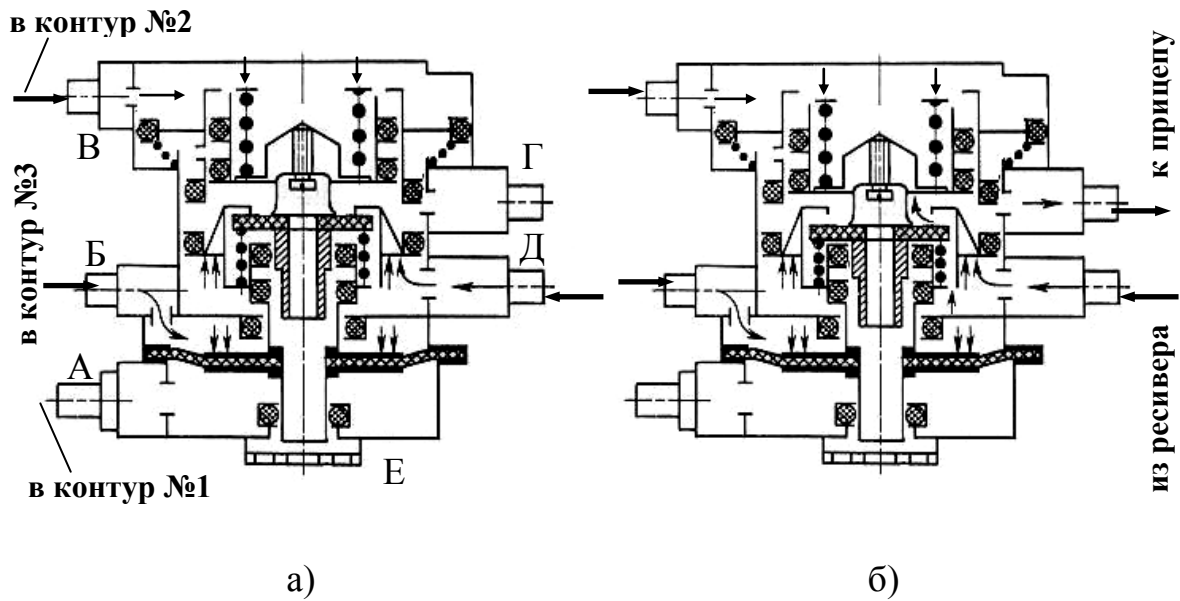 в контур №2
В
Г
в контур №3
Б
Д
А
Е
в контур №1
к прицепу
из ресивера
а)
б)